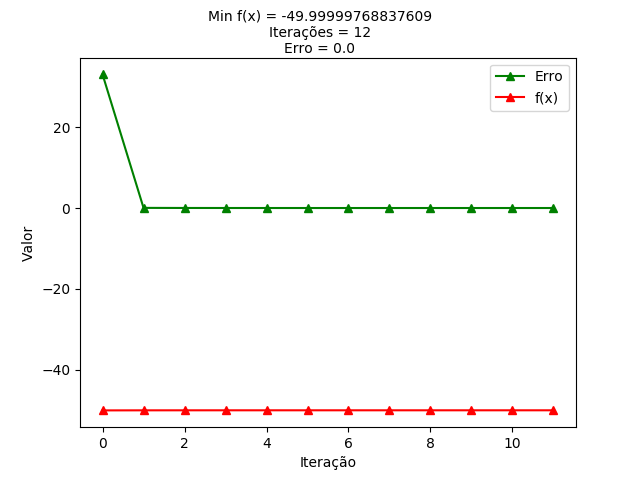 Min f(x) = -49.99999768837609
Iterações = 12
Erro = 0.0
Erro
f(x)
20
0
−20
−40
Valor
0 2 4 6 8 10
Iteração